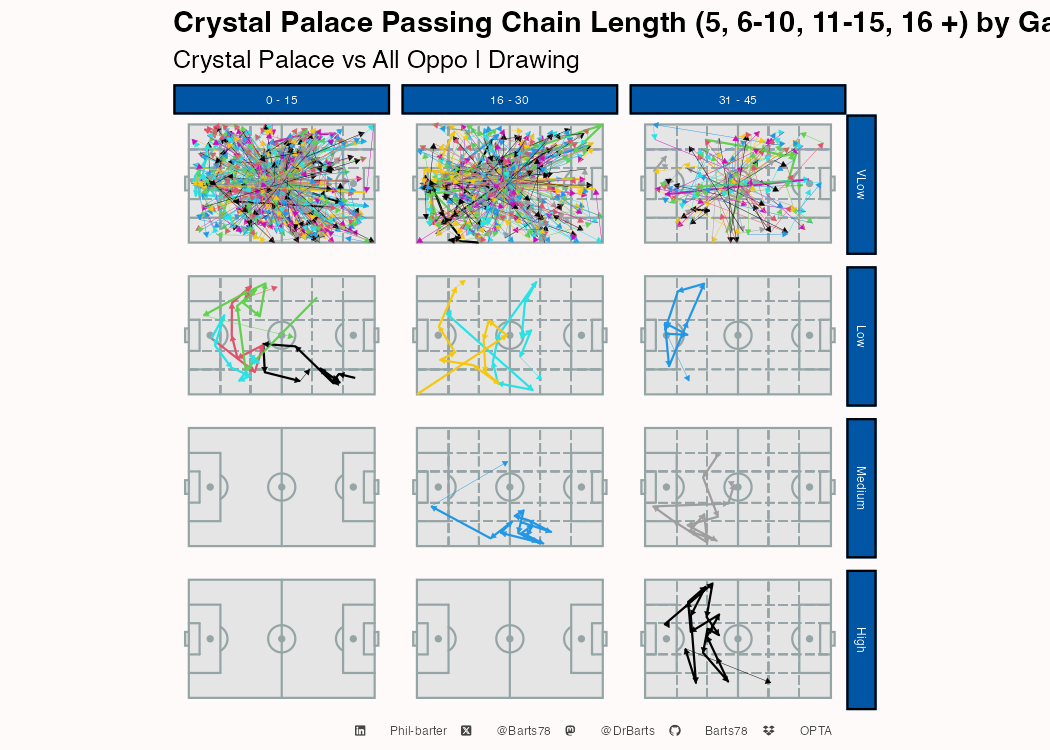 Crystal Palace Passing Chain Length (5, 6-10, 11-15, 16 +) by Ga
Crystal Palace vs All Oppo | Drawing
0 - 15
16 - 30
31 - 45
VLow
Low
Medium
High
Phil-barter @Barts78 @DrBarts Barts78 OPTA